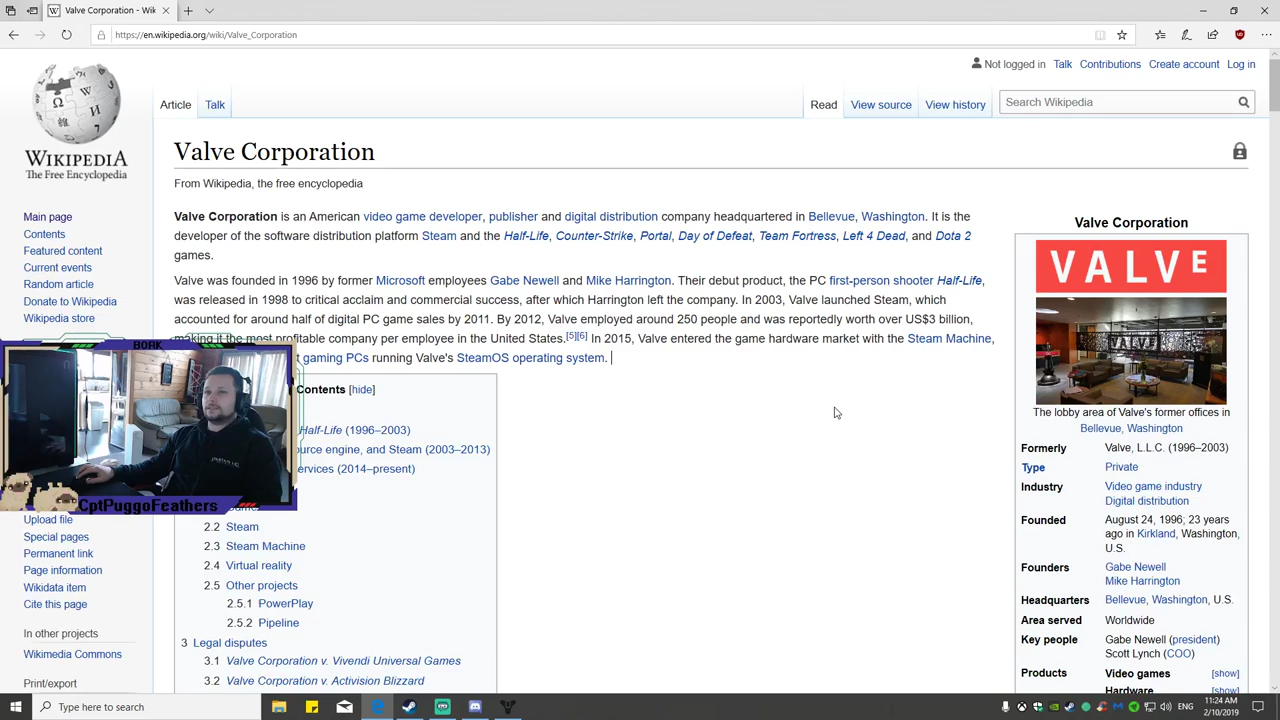 Valve Corporation - Wik
https://en.wikipedia.org/wiki/Valve_Corporation
Not logged in Talk Contributions Create account Log in
Article Talk
Read View source View history
Search Wikipedia
WIKIPEDIA
The Free Encyclopedia
Main page
Contents
Featured content
Current events
Random article
Donate to Wikipedia
Wikipedia store
Upload file
Special pages
Permanent link
Page information
Wikidata item
Cite this page
In other projects
Wikimedia Commons
Print/export
Valve Corporation
From Wikipedia, the free encyclopedia
Valve Corporation is an American video game developer, publisher and digital distribution company headquartered in Bellevue, Washington. It is the
developer of the software distribution platform Steam and the Half-Life, Counter-Strike, Portal, Day of Defeat, Team Fortress, Left 4 Dead, and Dota 2
games.
Valve was founded in 1996 by former Microsoft employees Gabe Newell and Mike Harrington. Their debut product, the PC first-person shooter Half-Life,
was released in 1998 to critical acclaim and commercial success, after which Harrington left the company. In 2003, Valve launched Steam, which
accounted for around half of digital PC game sales by 2011. By 2012, Valve employed around 250 people and was reportedly worth over US$3 billion,
making it the most profitable company per employee in the United States.[5][6] In 2015, Valve entered the game hardware market with the Steam Machine,
gaming PCs running Valve's SteamOS operating system.
Contents [hide]
Half-Life (1996–2003)
ource engine, and Steam (2003–2013)
ervices (2014–present)
2.2 Steam
2.3 Steam Machine
2.4 Virtual reality
2.5 Other projects
2.5.1 PowerPlay
2.5.2 Pipeline
3 Legal disputes
3.1 Valve Corporation v. Vivendi Universal Games
3.2 Valve Corporation v. Activision Blizzard
BORK
CptPuggoFeathers
Valve Corporation
VALVE
The lobby area of Valve's former offices in
Bellevue, Washington
Formerly Valve, L.L.C. (1996–2003)
Type Private
Industry Video game industry
Digital distribution
Founded August 24, 1996; 23 years
ago in Kirkland, Washington,
U.S.
Founders Gabe Newell
Mike Harrington
Headquarters Bellevue, Washington, U.S.
Area served Worldwide
Key people Gabe Newell (president)
Scott Lynch (COO)
Products Video games [show]
Hardware [show]
Type here to search
ENG
11:24 AM
2/10/2019